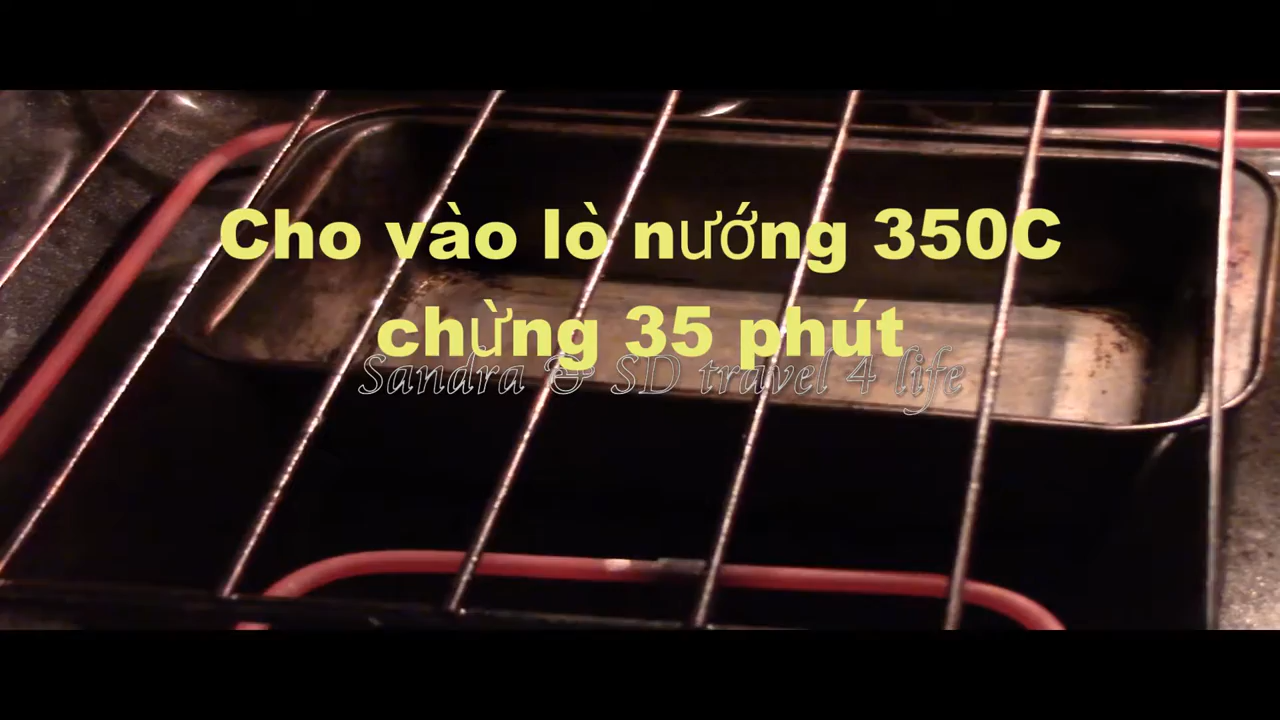 Cho vào lò nướng 350C
chừng 35 phút
Sandra & SD travel 4 life